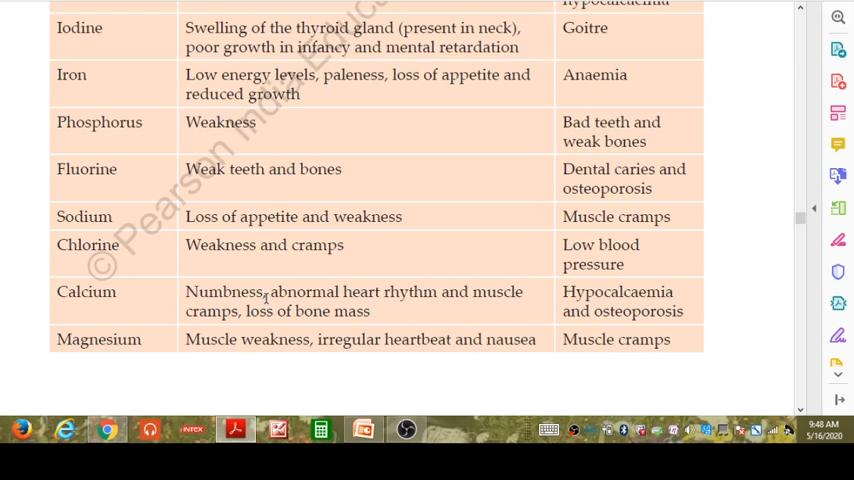 hypocalcaemia
Iodine
Swelling of the thyroid gland (present in neck),
poor growth in infancy and mental retardation
Goitre
Iron
Low energy levels, paleness, loss of appetite and
reduced growth
Anaemia
Phosphorus
Weakness
Bad teeth and
weak bones
Fluorine
Weak teeth and bones
Dental caries and
osteoporosis
Sodium
Loss of appetite and weakness
Muscle cramps
Chlorine
Weakness and cramps
Low blood
pressure
Calcium
Numbness, abnormal heart rhythm and muscle
cramps, loss of bone mass
Hypocalcaemia
and osteoporosis
Magnesium
Muscle weakness, irregular heartbeat and nausea
Muscle cramps
© Pearson India Educa
INTEX
9:48 AM
5/16/2020